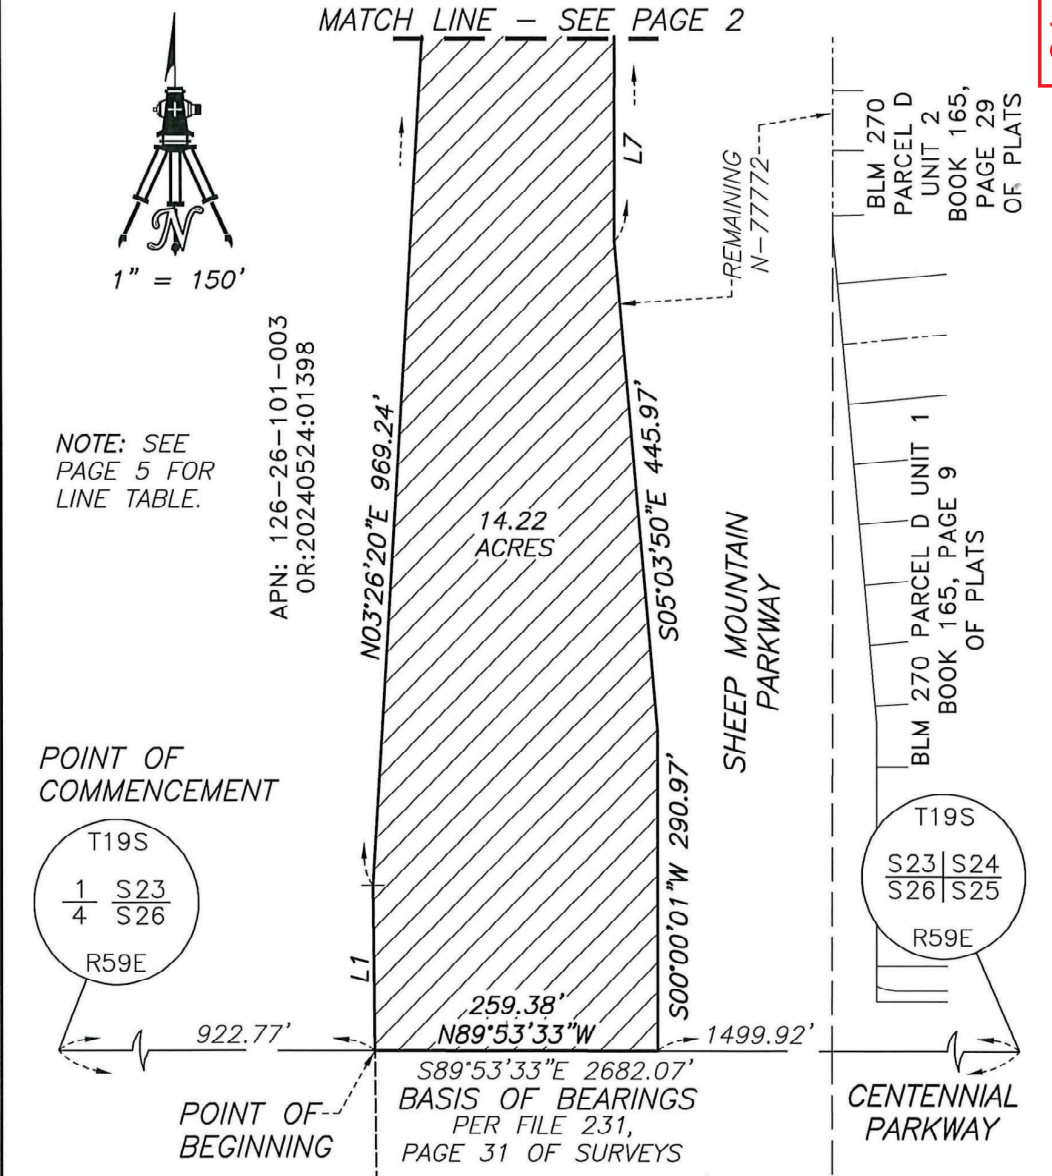 MATCH LINE – SEE PAGE 2
N
1" = 150'
NOTE: SEE
PAGE 5 FOR
LINE TABLE.
APN: 126-26-101-003
OR:20240524:01398
N03°26'20"E 969.24'
14.22
ACRES
L7
REMAINING
N-77772
S05°03'50"E 445.97'
SHEEP MOUNTAIN
PARKWAY
BLM 270
PARCEL D
UNIT 2
BOOK 165,
PAGE 29
OF PLATS
BLM 270 PARCEL D UNIT 1
BOOK 165, PAGE 9
OF PLATS
POINT OF
COMMENCEMENT
T19S
1 S23
4 S26
R59E
L1
S00°00'01"W 290.97'
T19S
S23 S24
S26 S25
R59E
922.77'
259.38'
N89°53'33"W
1499.92'
S89°53'33"E 2682.07'
BASIS OF BEARINGS
PER FILE 231,
PAGE 31 OF SURVEYS
POINT OF
BEGINNING
CENTENNIAL
PARKWAY